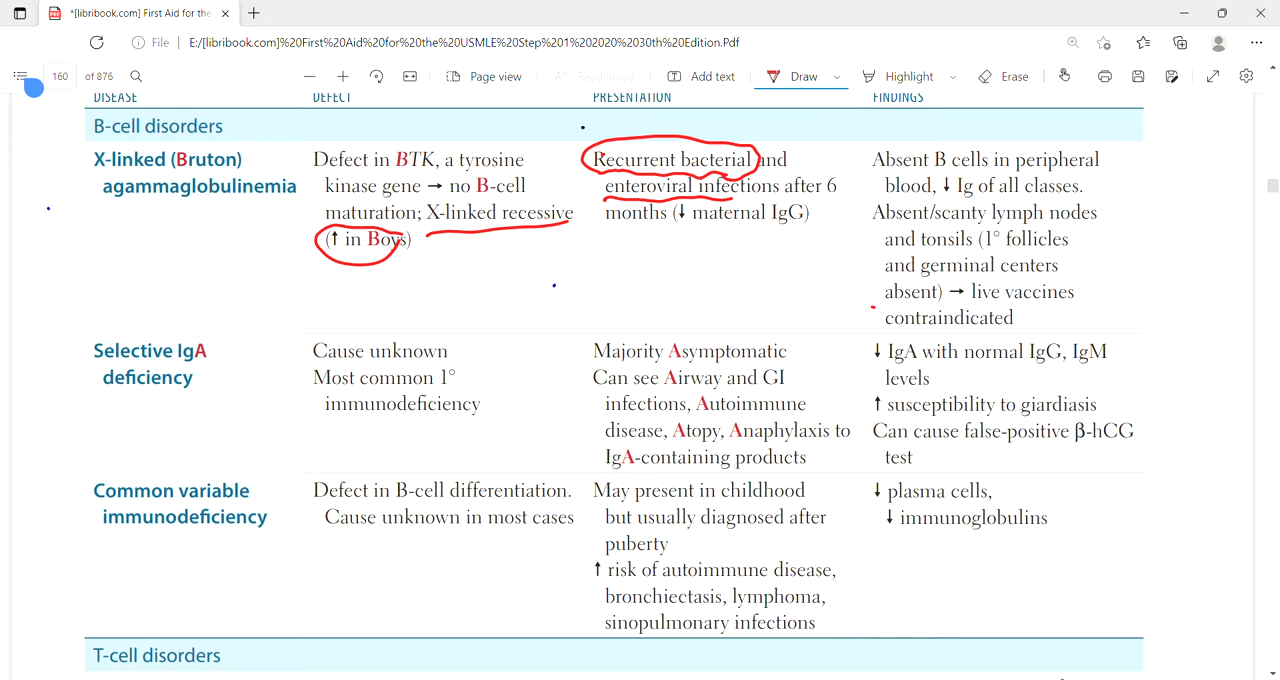 *[libribook.com] First Aid for the
File
E:/[libribook.com]%20First%20Aid%20for%20the%20USMLE%20Step%201%202020%2030th%20Edition.Pdf
160 of 876
Page view
Read aloud
Add text
Draw
Highlight
Erase
DISEASE DEFECT PRESENTATION FINDINGS
B-cell disorders
X-linked (Bruton)
agammaglobulinemia
Defect in BTK, a tyrosine
kinase gene → no B-cell
maturation; X-linked recessive
(↑ in Boys)
Recurrent bacterial and
enteroviral infections after 6
months (↓ maternal IgG)
Absent B cells in peripheral
blood, ↓ Ig of all classes.
Absent/scanty lymph nodes
and tonsils (1° follicles
and germinal centers
absent) → live vaccines
contraindicated
Selective IgA
deficiency
Cause unknown
Most common 1°
immunodeficiency
Majority Asymptomatic
Can see Airway and GI
infections, Autoimmune
disease, Atopy, Anaphylaxis to
IgA-containing products
↓ IgA with normal IgG, IgM
levels
↑ susceptibility to giardiasis
Can cause false-positive β-hCG
test
Common variable
immunodeficiency
Defect in B-cell differentiation.
Cause unknown in most cases
May present in childhood
but usually diagnosed after
puberty
↑ risk of autoimmune disease,
bronchiectasis, lymphoma,
sinopulmonary infections
↓ plasma cells,
↓ immunoglobulins
T-cell disorders